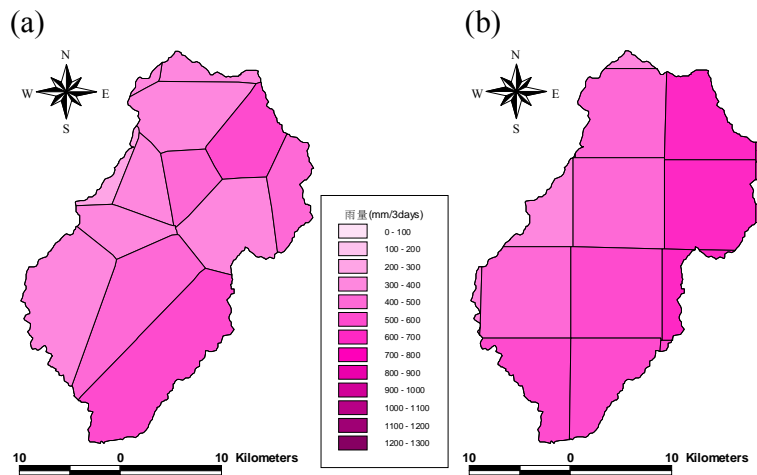 (a)
(b)
N
W E
S
N
W E
S
雨量(mm/3days)
0 - 100
100 - 200
200 - 300
300 - 400
400 - 500
500 - 600
600 - 700
700 - 800
800 - 900
900 - 1000
1000 - 1100
1100 - 1200
1200 - 1300
10 0 10 Kilometers
10 0 10 Kilometers